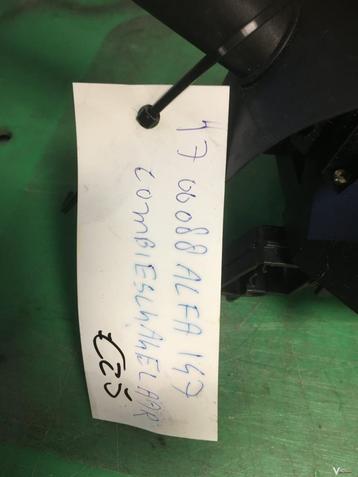 47 06088 ALFA 147
COMBIESCHAKELAAR
€25